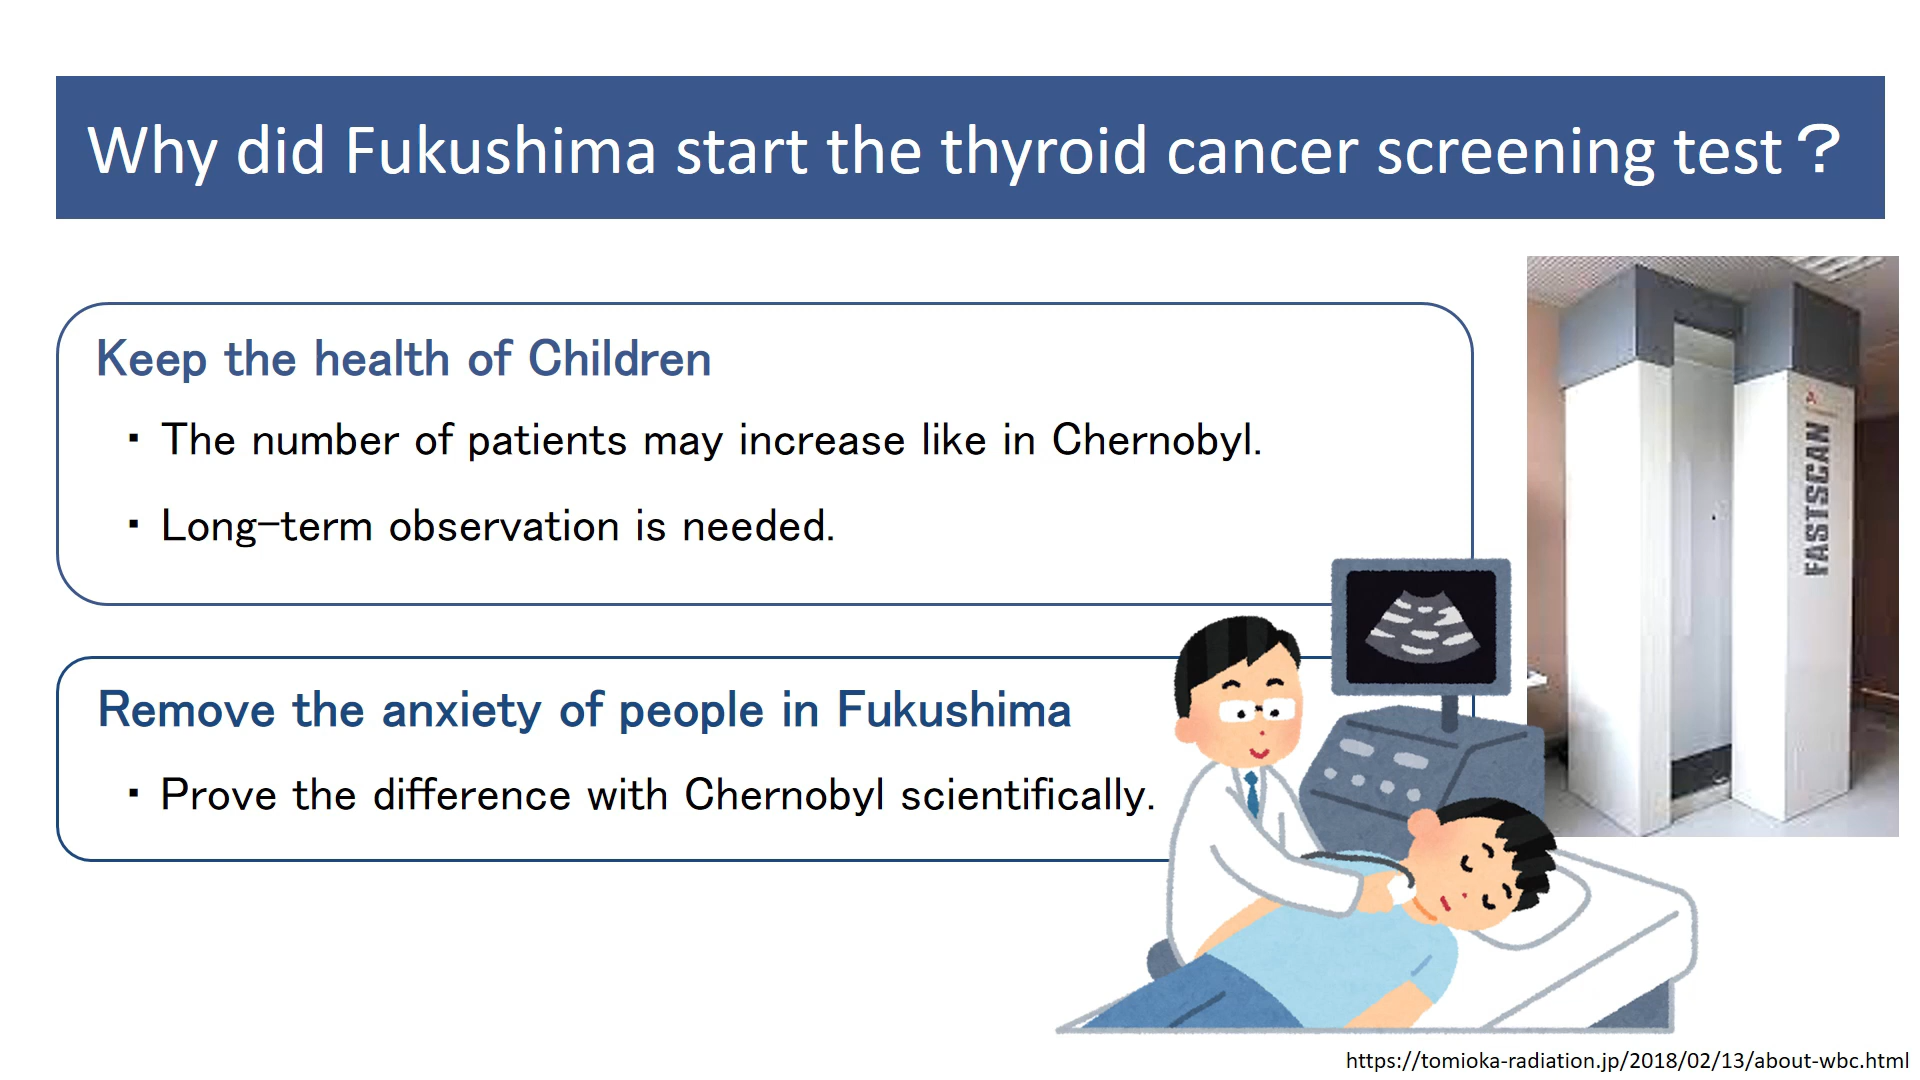 Why did Fukushima start the thyroid cancer screening test？
Keep the health of Children
・The number of patients may increase like in Chernobyl.
・Long-term observation is needed.
Remove the anxiety of people in Fukushima
・Prove the difference with Chernobyl scientifically.
FASTSCAN
https://tomioka-radiation.jp/2018/02/13/about-wbc.html